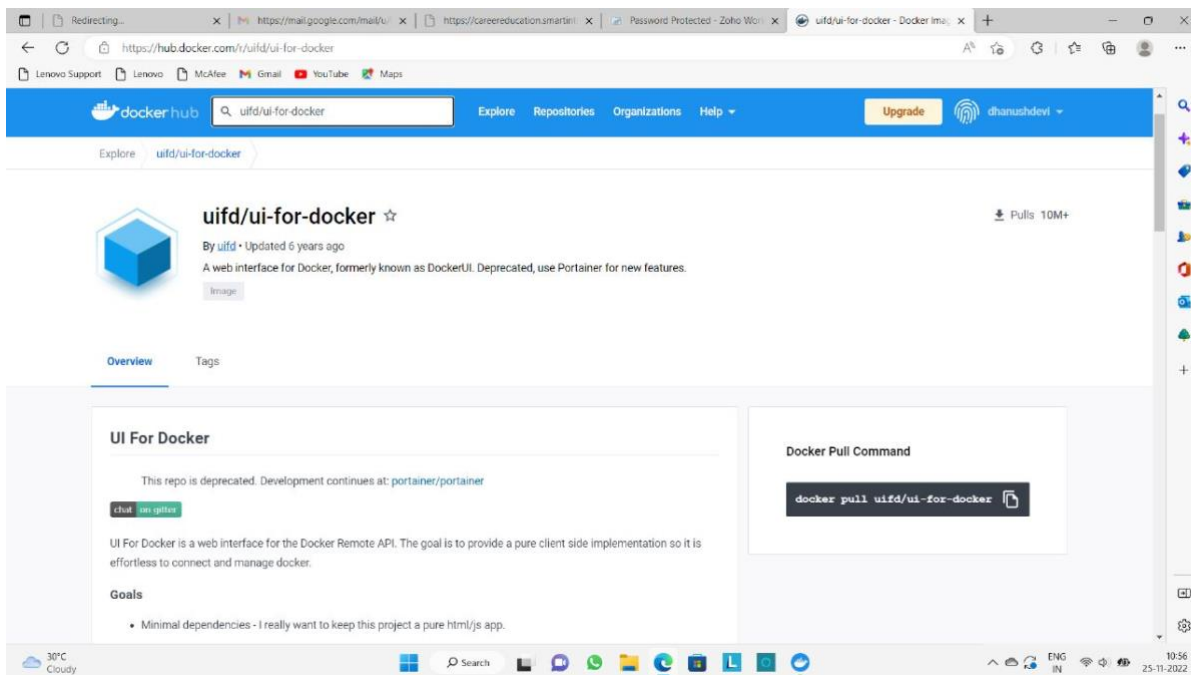 Redirecting...
https://mail.google.com/mail/u/
https://careereducation.smartint
Password Protected - Zoho Wor
uifd/ui-for-docker - Docker Imag
https://hub.docker.com/r/uifd/ui-for-docker
Lenovo Support Lenovo McAfee Gmail YouTube Maps
dockerhub uifd/ui-for-docker Explore Repositories Organizations Help Upgrade dhanushdevi
Explore uifd/ui-for-docker
uifd/ui-for-docker
Pulls 10M+
By uifd • Updated 6 years ago
A web interface for Docker, formerly known as DockerUI. Deprecated, use Portainer for new features.
Image
Overview Tags
UI For Docker
This repo is deprecated. Development continues at: portainer/portainer
chat on gitter
UI For Docker is a web interface for the Docker Remote API. The goal is to provide a pure client side implementation so it is
effortless to connect and manage docker.
Goals
• Minimal dependencies - I really want to keep this project a pure html/js app.
Docker Pull Command
docker pull uifd/ui-for-docker
30°C
Cloudy
Search
ENG
IN
10:56
25-11-2022